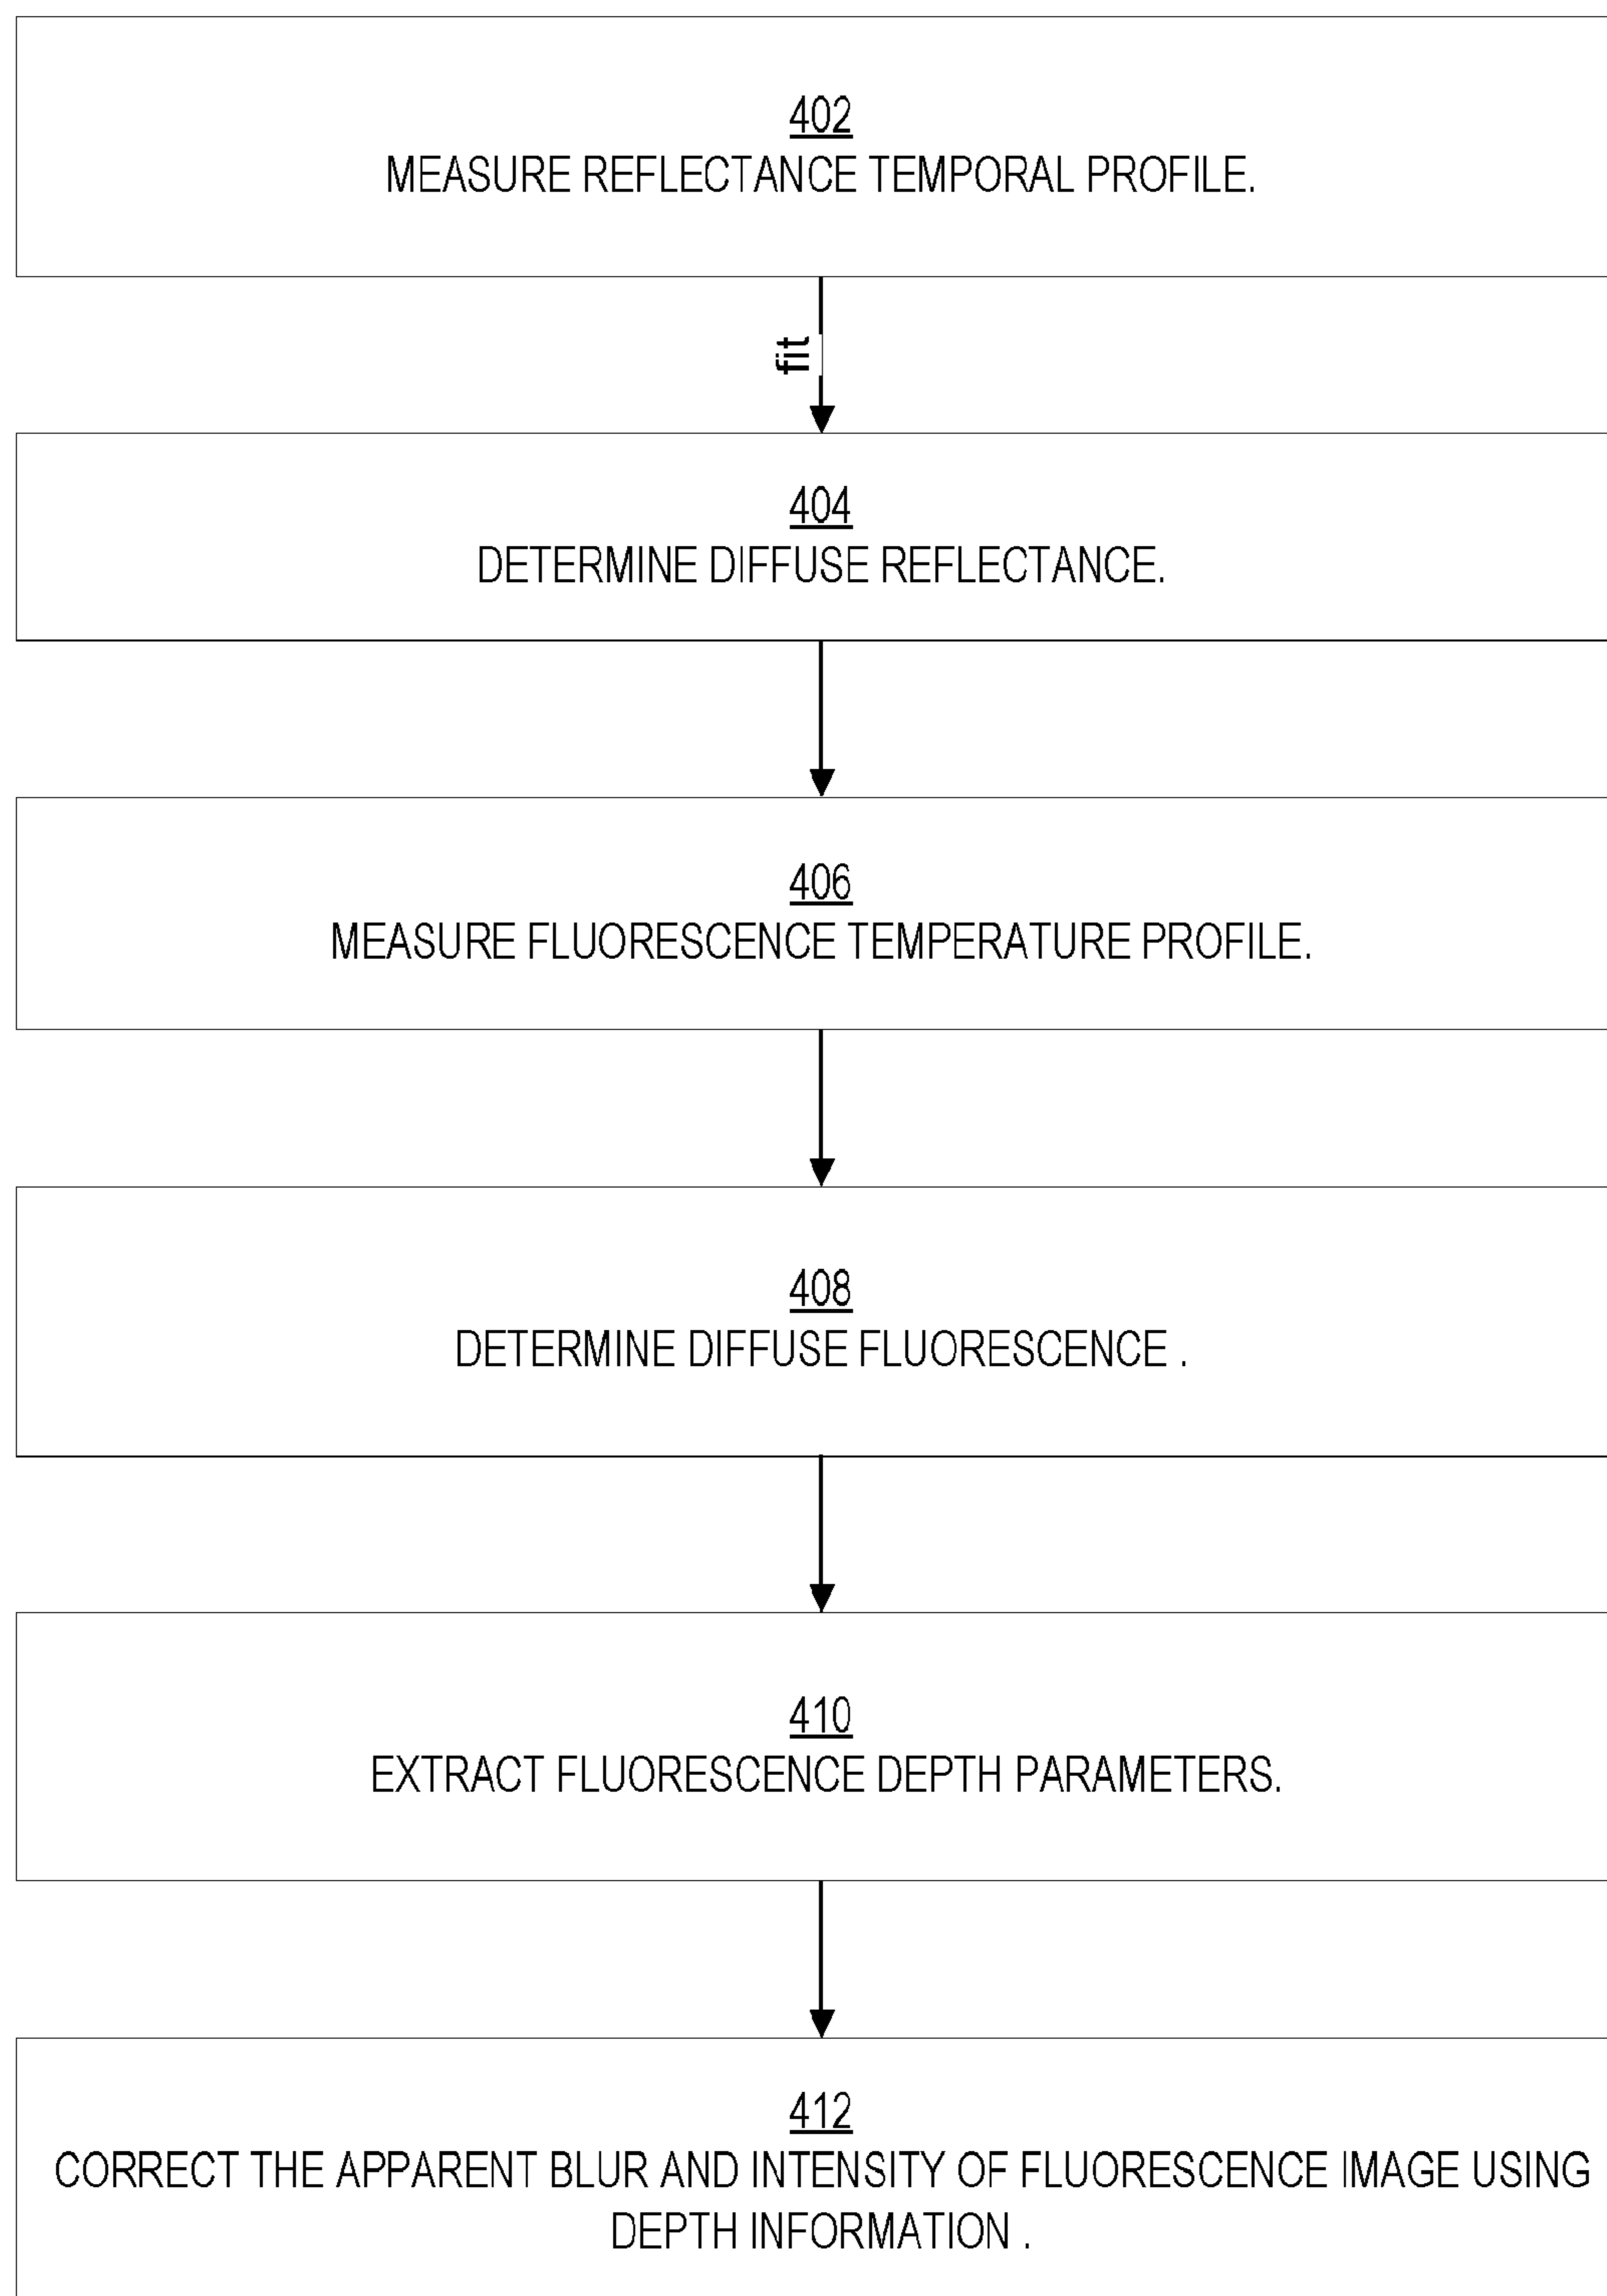 402
MEASURE REFLECTANCE TEMPORAL PROFILE.
fit
404
DETERMINE DIFFUSE REFLECTANCE.
406
MEASURE FLUORESCENCE TEMPERATURE PROFILE.
408
DETERMINE DIFFUSE FLUORESCENCE .
410
EXTRACT FLUORESCENCE DEPTH PARAMETERS.
412
CORRECT THE APPARENT BLUR AND INTENSITY OF FLUORESCENCE IMAGE USING
DEPTH INFORMATION .